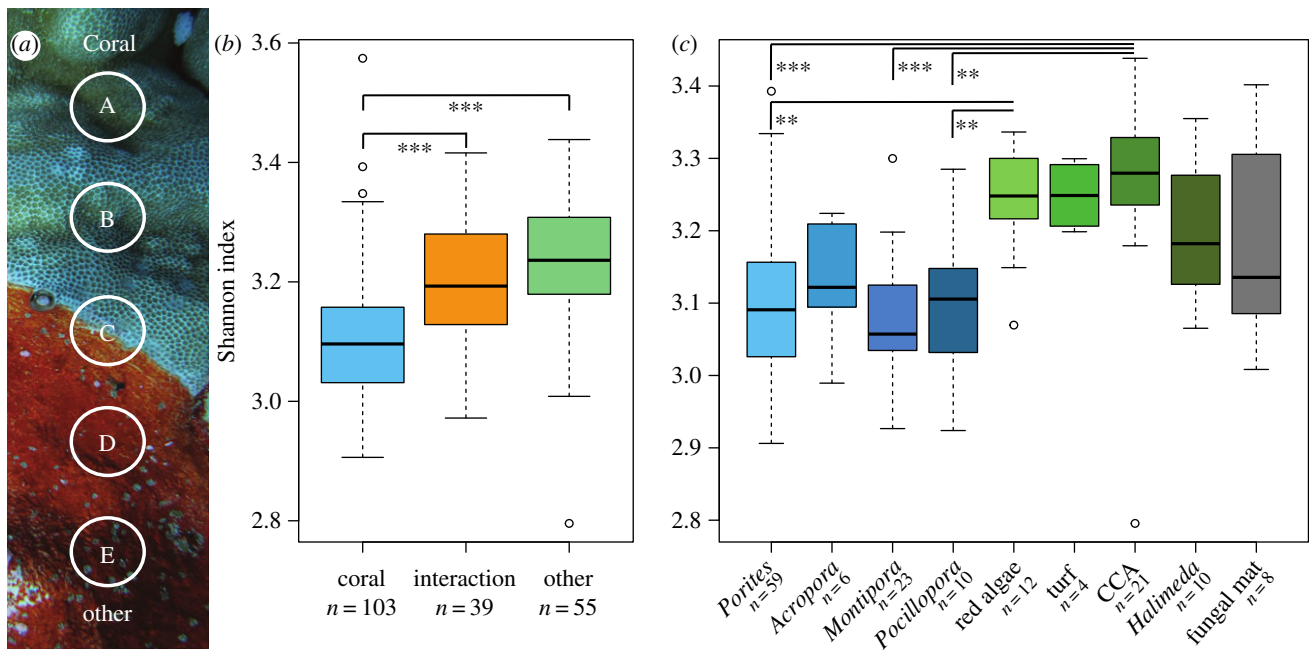 (a)
Coral
A
B
C
D
E
other
(b)
Shannon index
3.6
3.4
3.2
3.0
2.8
***
***
coral interaction other
n = 103 n = 39 n = 55
(c)
3.4
3.3
3.2
3.1
3.0
2.9
2.8
*** *** **
** **
Porites
n = 59
Acropora
n = 6
Montipora
n = 23
Pocillopora
n = 10
red algae
n = 12
turf
n = 4
CCA
n = 21
Halimeda
n = 10
fungal mat
n = 8